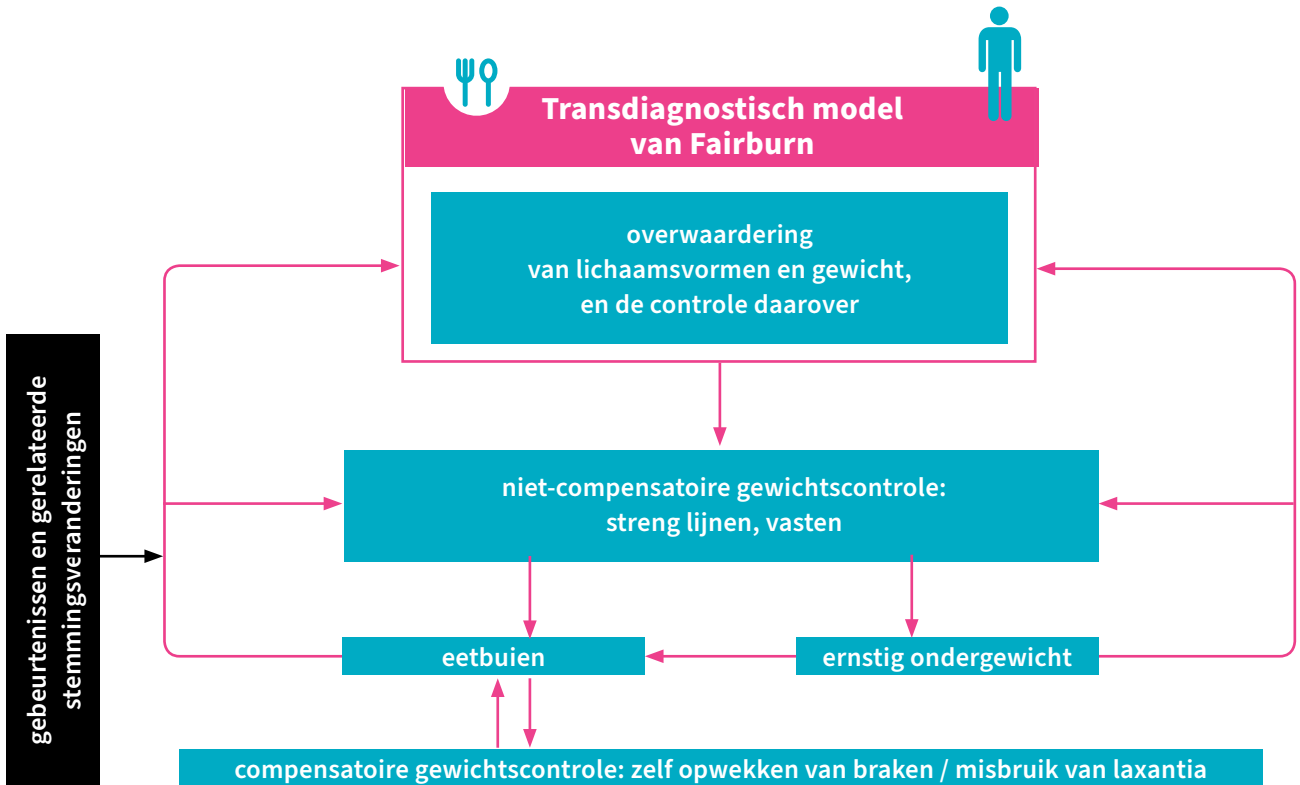 Transdiagnostisch model
van Fairburn
overwaardering
van lichaamsvormen en gewicht,
en de controle daarover
gebeurtenissen en gerelateerde
stemmingsveranderingen
niet-compensatoire gewichtscontrole:
streng lijnen, vasten
eetbuien
ernstig ondergewicht
compensatoire gewichtscontrole: zelf opwekken van braken / misbruik van laxantia